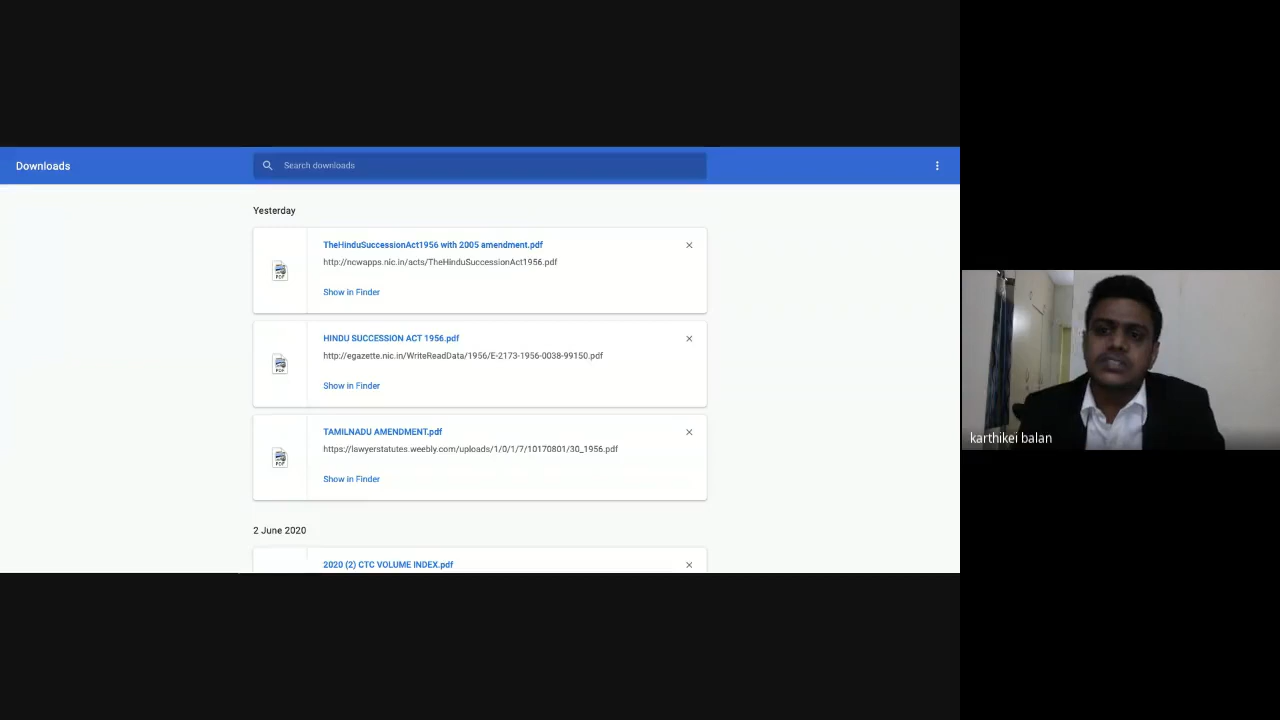 Downloads
Search downloads
Yesterday
TheHinduSuccessionAct1956 with 2005 amendment.pdf
http://ncwapps.nic.in/acts/TheHinduSuccessionAct1956.pdf
Show in Finder
PDF
HINDU SUCCESSION ACT 1956.pdf
http://egazette.nic.in/WriteReadData/1956/E-2173-1956-0038-99150.pdf
Show in Finder
PDF
TAMILNADU AMENDMENT.pdf
https://lawyerstatutes.weebly.com/uploads/1/0/1/7/10170801/30_1956.pdf
Show in Finder
PDF
2 June 2020
2020 (2) CTC VOLUME INDEX.pdf
karthikei balan